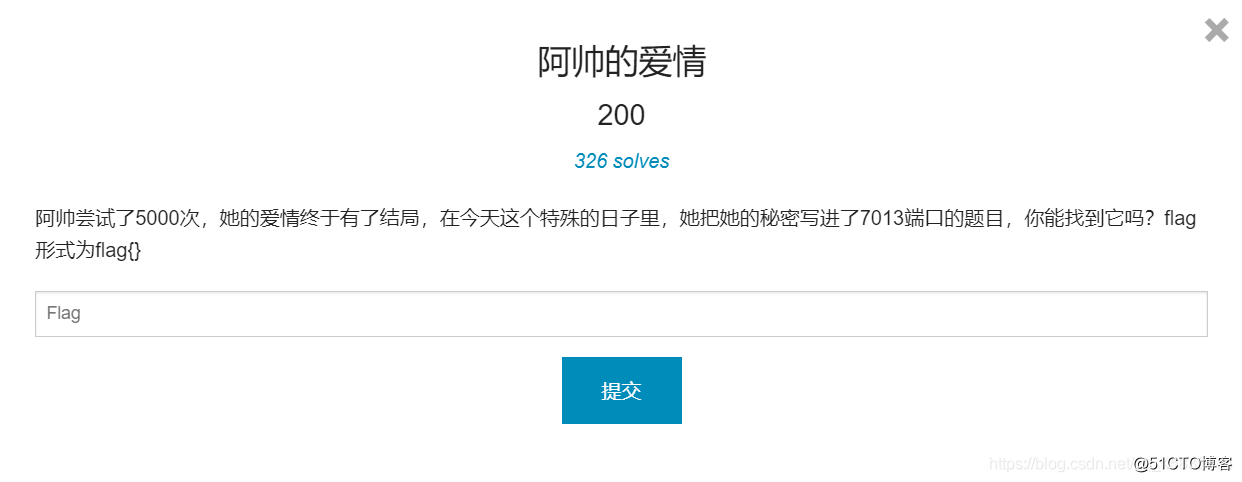 阿帅的爱情
200
326 solves
阿帅尝试了5000次，她的爱情终于有了结局，在今天这个特殊的日子里，她把她的秘密写进了7013端口的题目，你能找到它吗？flag
形式为flag{}
Flag
提交
https://blog.csdn.net/
@51CTO博客